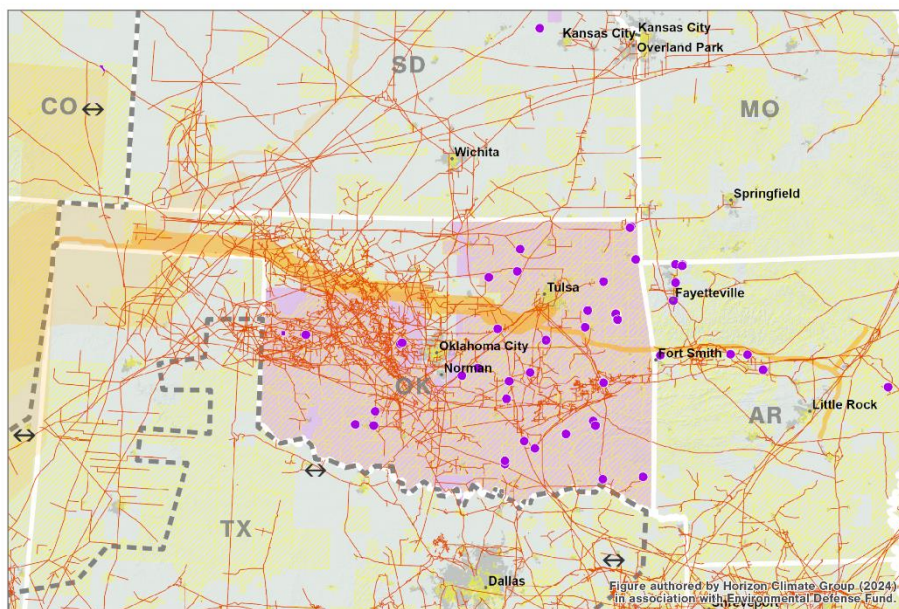 Kansas City
Kansas City
Overland Park
SD
CO
MO
Wichita
Springfield
Tulsa
Fayetteville
Oklahoma City
Fort Smith
Norman
OK
Little Rock
AR
TX
Dallas
Figure authored by Horizon Climate Group (2024)
in association with Environmental Defense Fund.
Shreveport